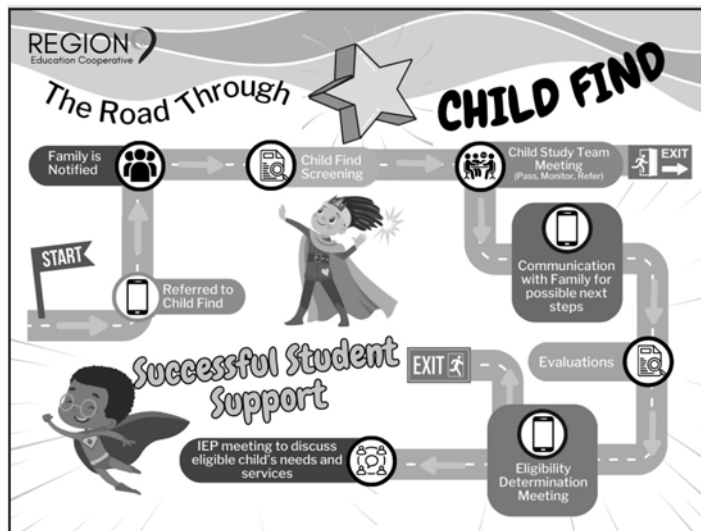 REGION 9
Education Cooperative
The Road Through
CHILD FIND
Family is
Notified
Child Find
Screening
Child Study Team
Meeting
(Pass, Monitor, Refer)
EXIT
START
Referred to
Child Find
Communication
with Family for
possible next
steps
Successful Student
Support
EXIT
Evaluations
IEP meeting to discuss
eligible child's needs and
services
Eligibility
Determination
Meeting